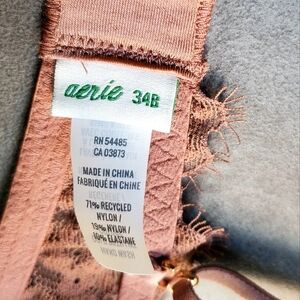 aerie 34B
RN 54485
CA 03873
MADE IN CHINA
FABRIQUÉ EN CHINE
71% RECYCLED
NYLON /
19% NYLON /
10% ELASTANE